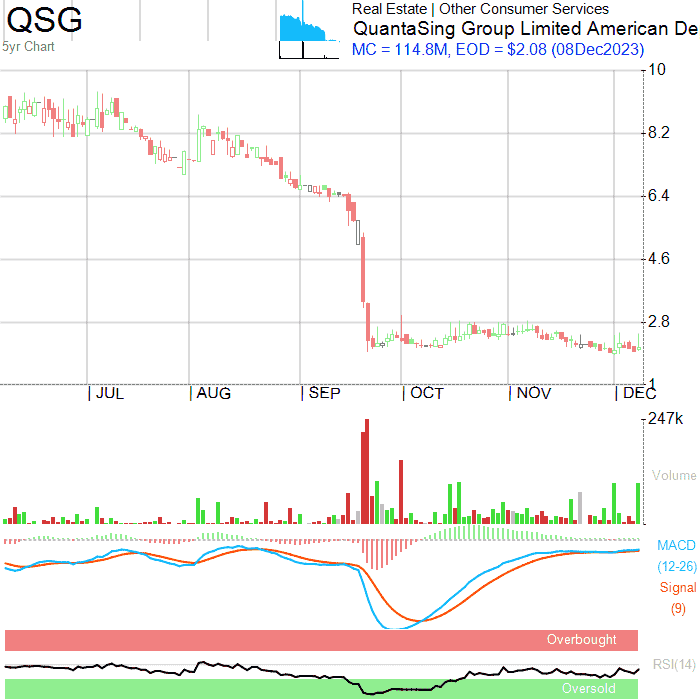 QSG
5yr Chart
Real Estate | Other Consumer Services
QuantaSing Group Limited American De
MC = 114.8M, EOD = $2.08 (08Dec2023)
10
8.2
6.4
4.6
2.8
1
JUL
AUG
SEP
OCT
NOV
DEC
247k
Volume
MACD
(12-26)
Signal
(9)
Overbought
RSI(14)
Oversold